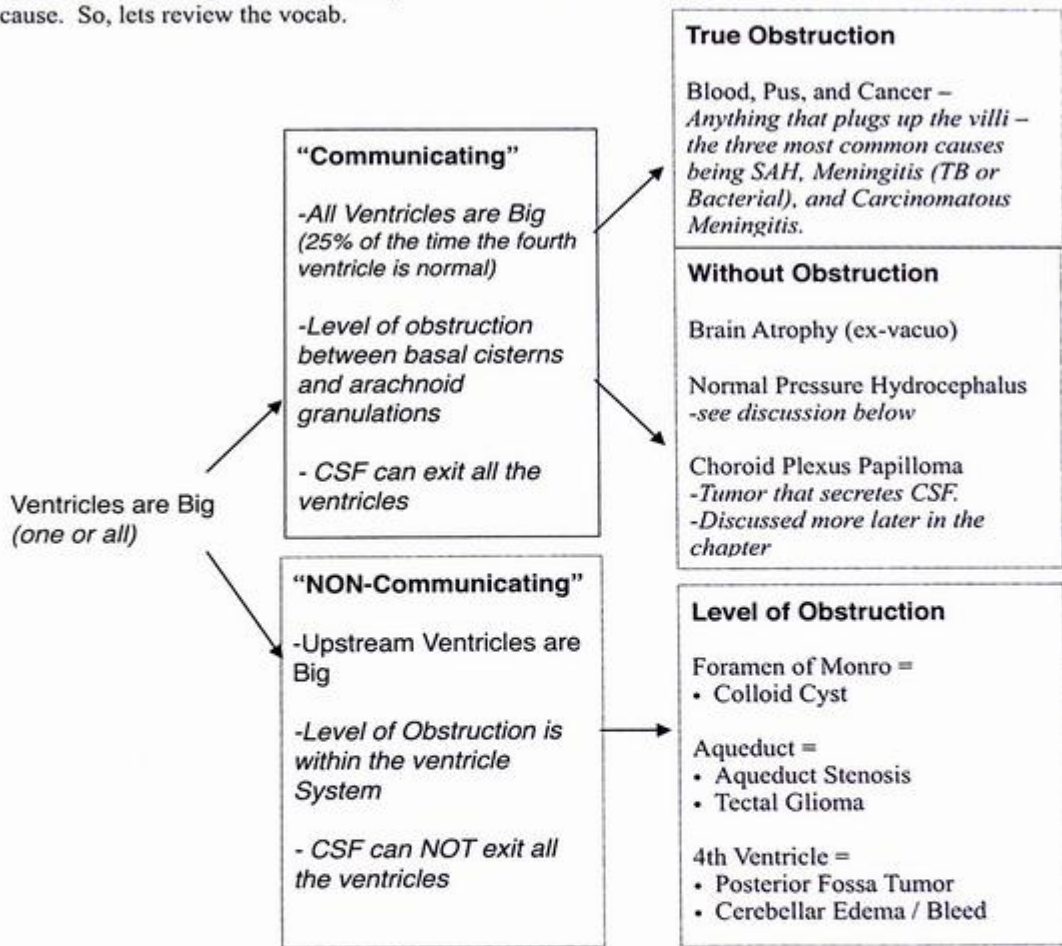 cause.  So, lets review the vocab.
Ventricles are Big
(one or all)
“Communicating”
-All Ventricles are Big
(25% of the time the fourth
ventricle is normal)
-Level of obstruction
between basal cisterns
and arachnoid
granulations
- CSF can exit all the
ventricles
True Obstruction
Blood, Pus, and Cancer –
Anything that plugs up the villi –
the three most common causes
being SAH, Meningitis (TB or
Bacterial), and Carcinomatous
Meningitis.
Without Obstruction
Brain Atrophy (ex-vacuo)
Normal Pressure Hydrocephalus
-see discussion below
Choroid Plexus Papilloma
-Tumor that secretes CSF.
-Discussed more later in the
chapter
“NON-Communicating”
-Upstream Ventricles are
Big
-Level of Obstruction is
within the ventricle
System
- CSF can NOT exit all
the ventricles
Level of Obstruction
Foramen of Monro =
• Colloid Cyst
Aqueduct =
• Aqueduct Stenosis
• Tectal Glioma
4th Ventricle =
• Posterior Fossa Tumor
• Cerebellar Edema / Bleed